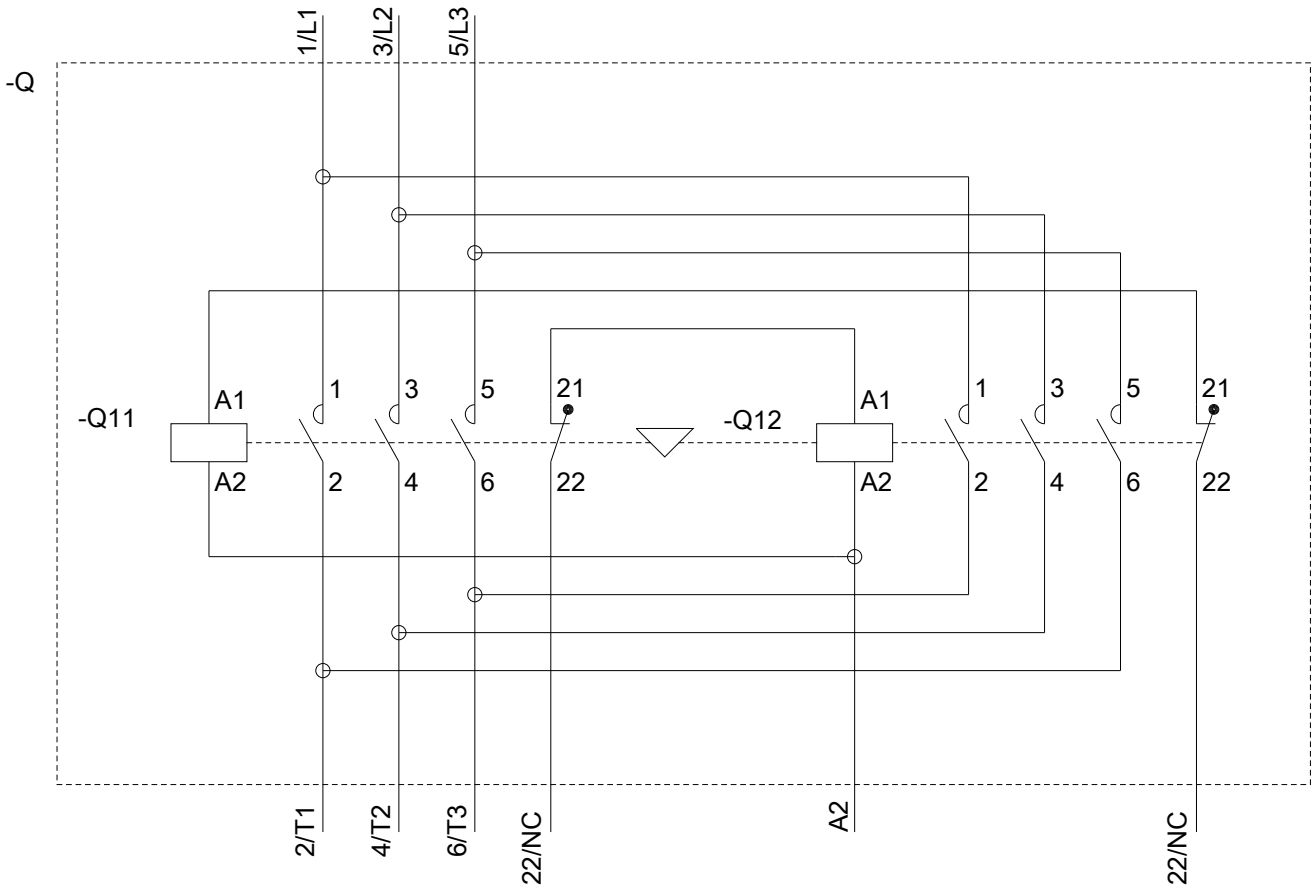 1/L1 3/L2 5/L3
-Q
1 3 5 21 1 3 5 21
A1 A1
-Q11 -Q12
A2 2 4 6 22 A2 2 4 6 22
2/T1 4/T2 6/T3 22/NC A2 22/NC